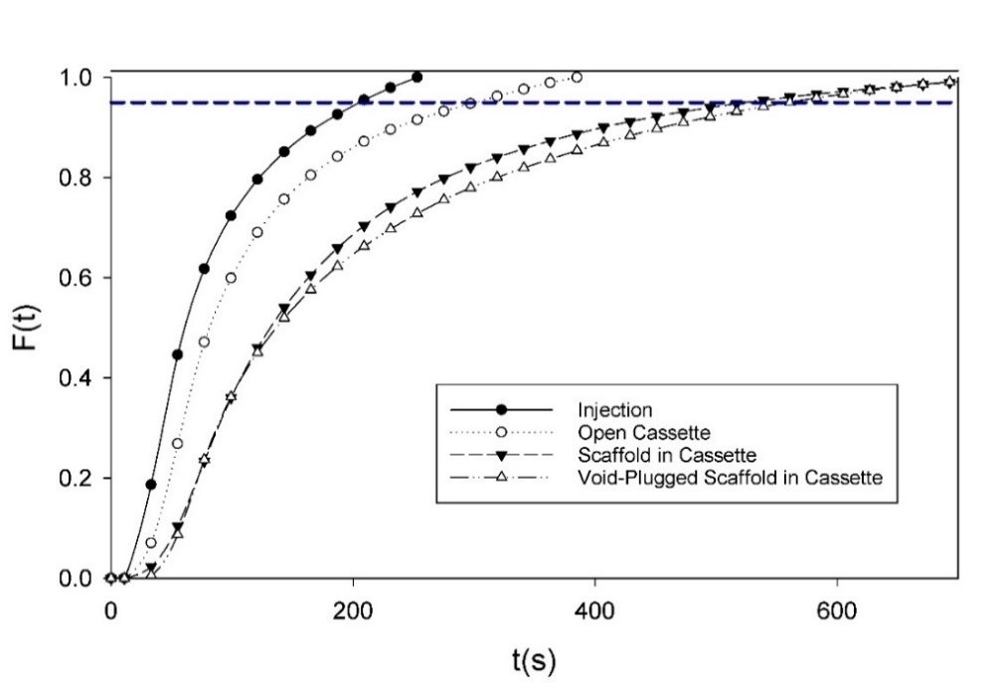 1.0
0.8
0.6
0.4
0.2
0.0
F(t)
0 200 400 600
t(s)
Injection
Open Cassette
Scaffold in Cassette
Void-Plugged Scaffold in Cassette